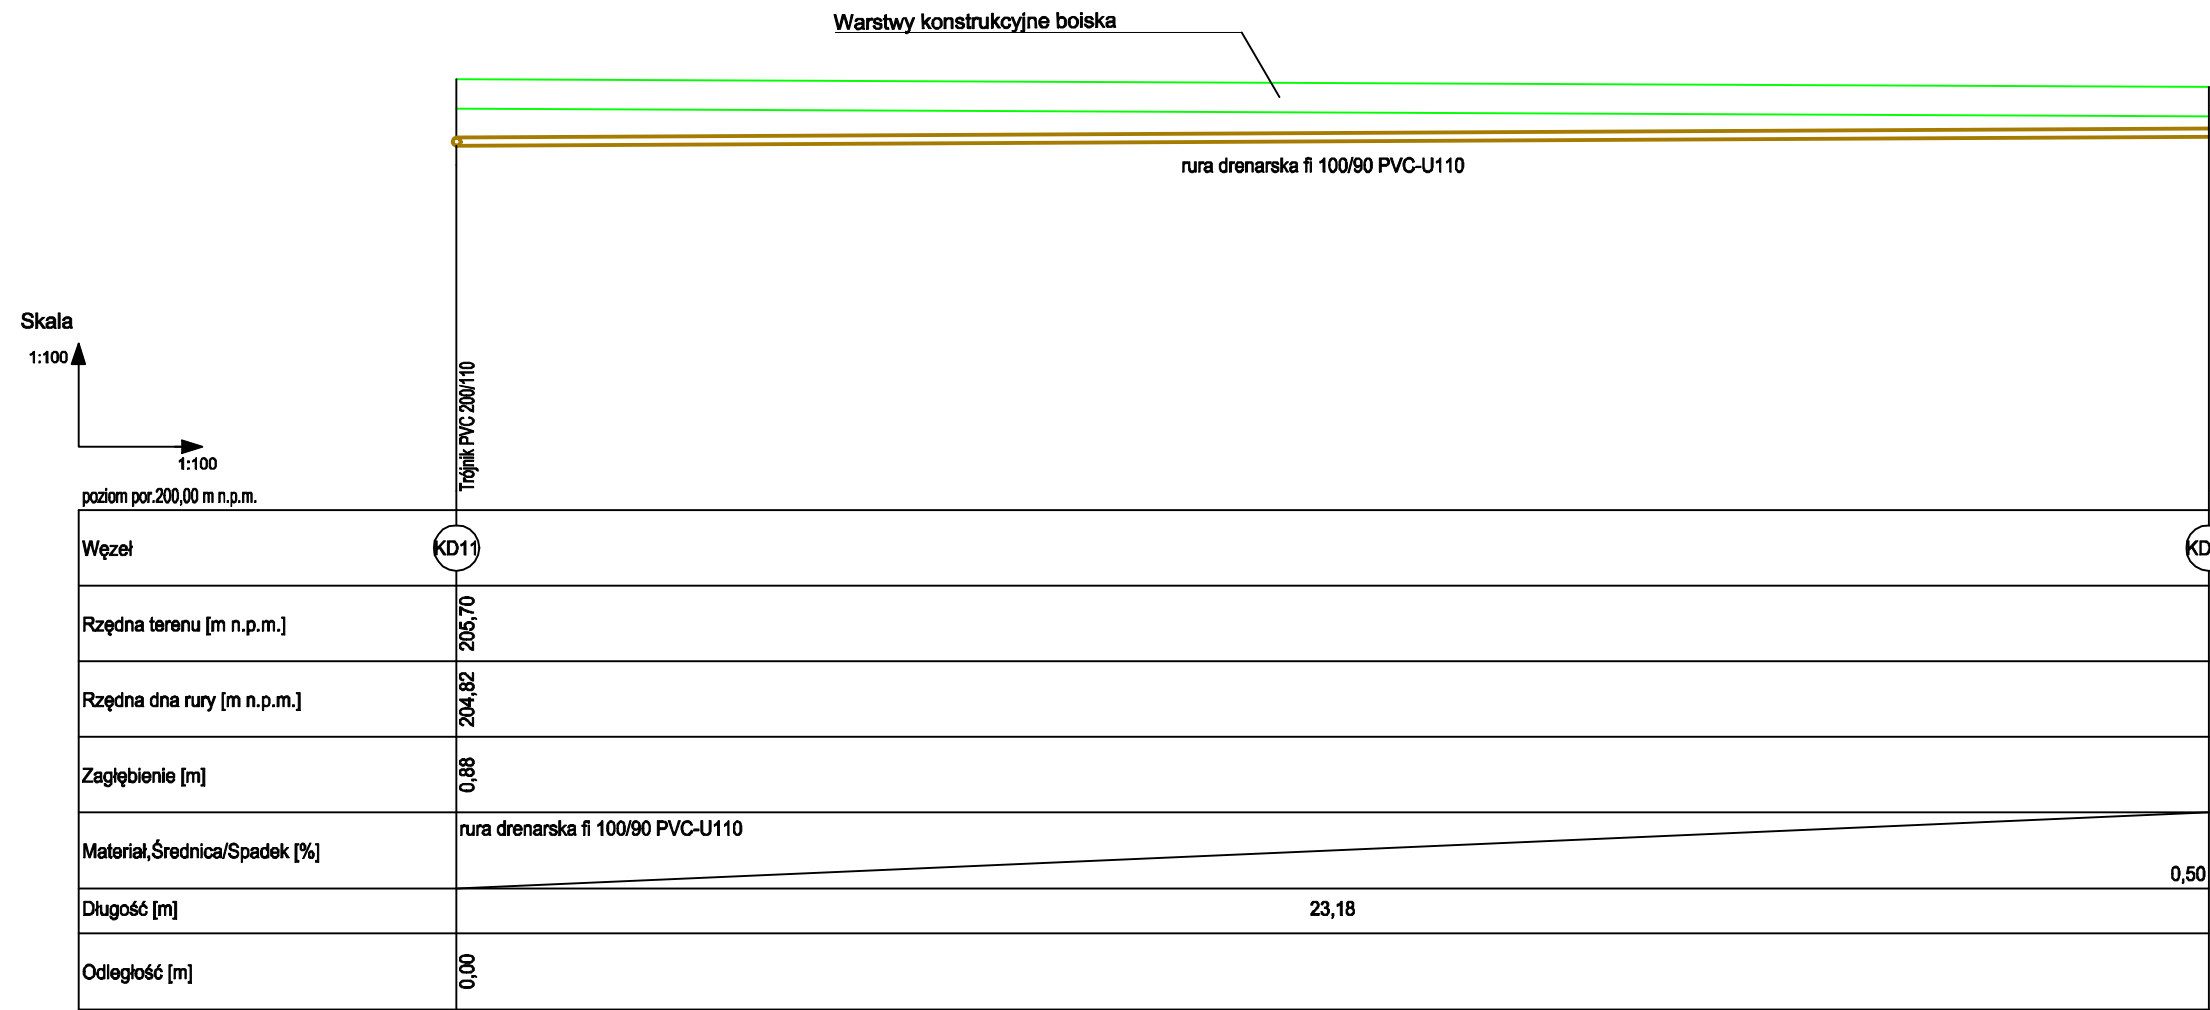 Warstwy konstrukcyjne boiska
rura drenarska fi 100/90 PVC-U110
Skala
1:100
1:100
Trójnik PVC 200/110
poziom por.200,00 m n.p.m.
Węzeł
KD11
KD
Rzędna terenu [m n.p.m.]
205,70
Rzędna dna rury [m n.p.m.]
204,82
Zagłębienie [m]
0,88
Materiał,Średnica/Spadek [%]
rura drenarska fi 100/90 PVC-U110
0,50
Długość [m]
23,18
Odległość [m]
0,00